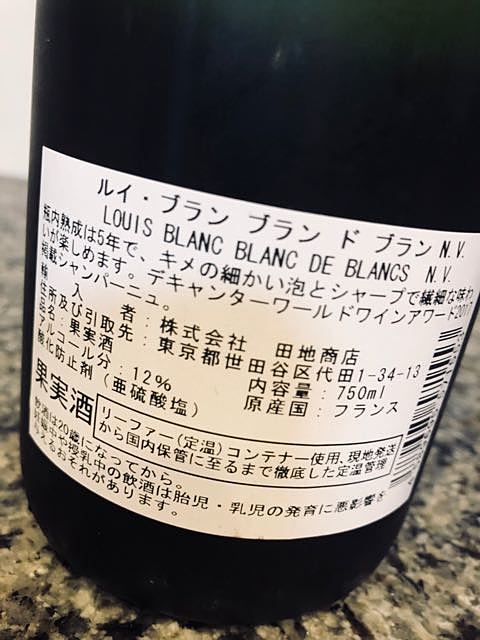 ルイ・ブラン ブラン ド ブラン N.V.
LOUIS BLANC BLANC DE BLANCS N.V.
瓶内熟成は5年で、キメの細かい泡とシャープで繊細な味わ
いが楽しめます。デキャンターワールドワインアワード2017
掲載シャンパーニュ。
輸 入 者：株式会社 田地商店
住所及び引取先：東京都世田谷区代田1-34-13
品名：果実酒 内容量：750ml
アルコール分：12% 原産国：フランス
酸化防止剤（亜硫酸塩）
果実酒
リーファー(定温)コンテナー使用、現地発送
から国内保管に至るまで徹底した定温管理
飲酒は20歳になってから。
妊娠中や授乳中の飲酒は胎児・乳児の発育に悪影響を
与えるおそれがあります。